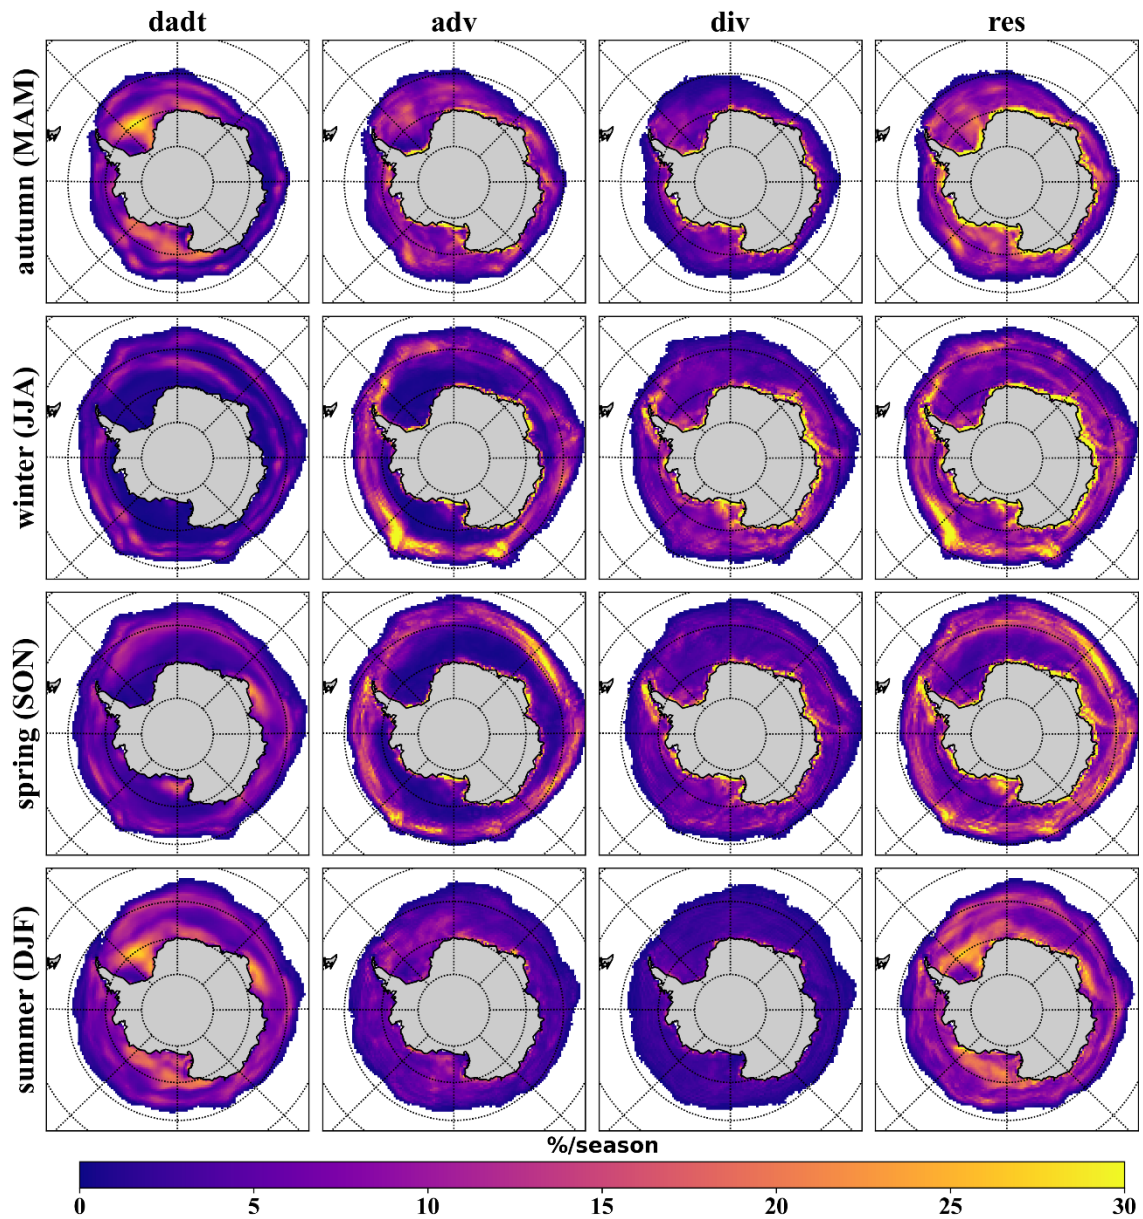 dadt adv div res
autumn (MAM)
winter (JJA)
spring (SON)
summer (DJF)
%/season
0 5 10 15 20 25 30